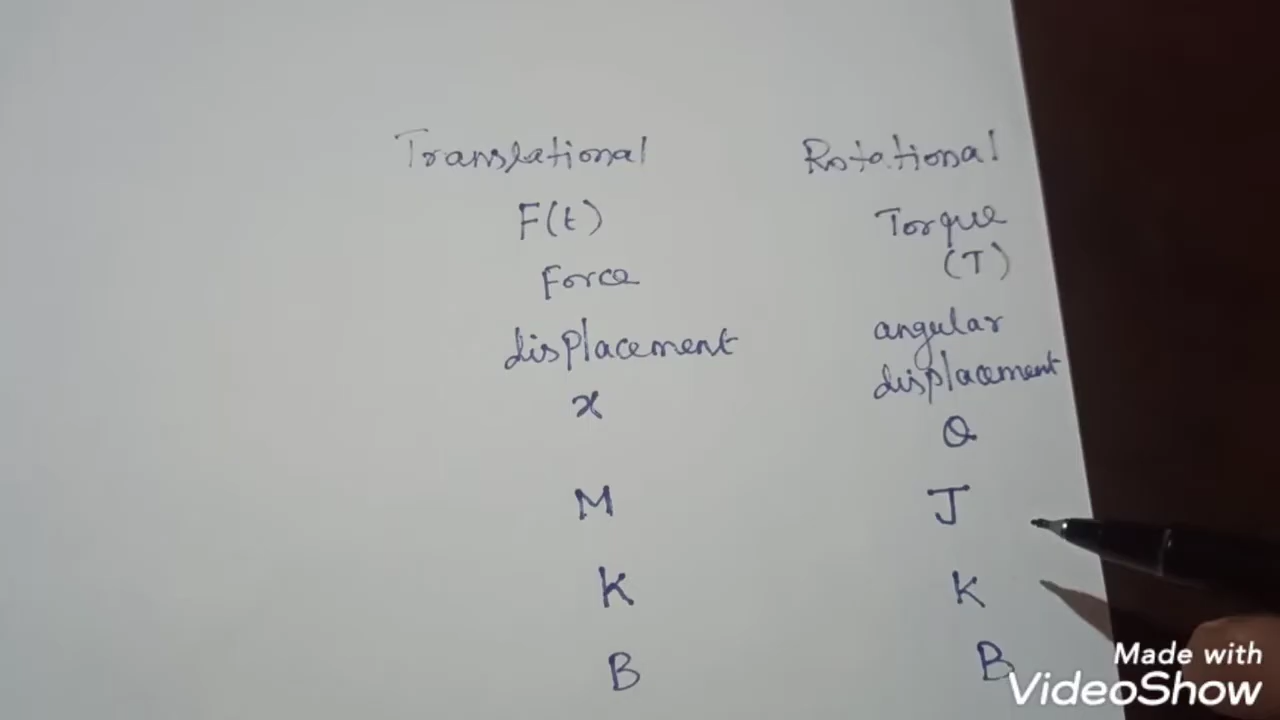 Translational Rotational
F(t) Torque
(T)
Force
displacement angular
displacement
x θ
M J
K K
B B
Made with
VideoShow